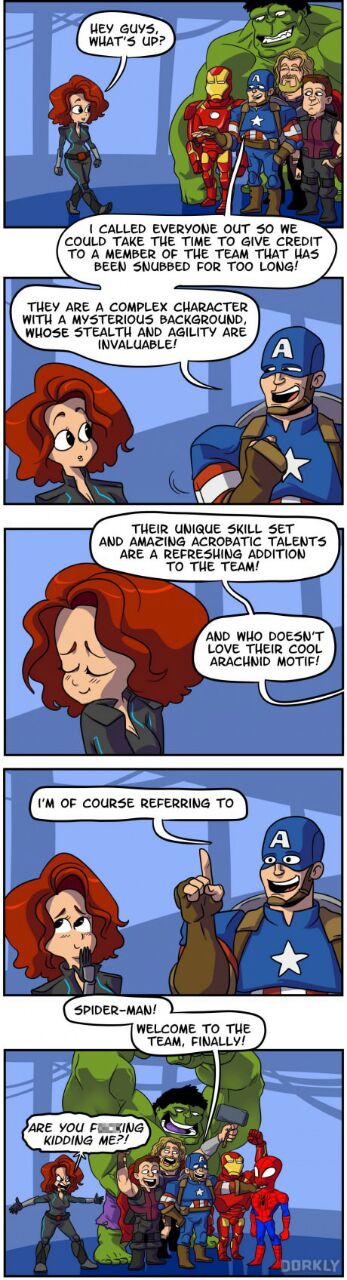 HEY GUYS,
WHAT'S UP?
A
I CALLED EVERYONE OUT SO WE
COULD TAKE THE TIME TO GIVE CREDIT
TO A MEMBER OF THE TEAM THAT HAS
BEEN SNUBBED FOR TOO LONG!
THEY ARE A COMPLEX CHARACTER
WITH A MYSTERIOUS BACKGROUND,
WHOSE STEALTH AND AGILITY ARE
INVALUABLE!
A
THEIR UNIQUE SKILL SET
AND AMAZING ACROBATIC TALENTS
ARE A REFRESHING ADDITION
TO THE TEAM!
AND WHO DOESN'T
LOVE THEIR COOL
ARACHNID MOTIF!
I'M OF COURSE REFERRING TO
A
SPIDER-MAN!
WELCOME TO THE
TEAM, FINALLY!
ARE YOU
KIDDING ME?!
DORKLY